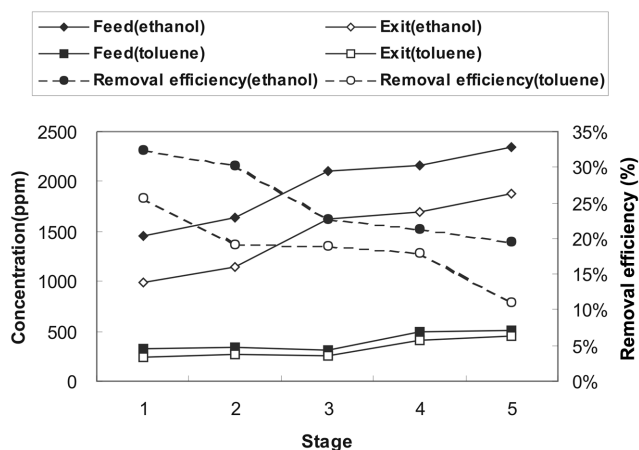 Feed(ethanol) Exit(ethanol)
Feed(toluene) Exit(toluene)
Removal efficiency(ethanol) Removal efficiency(toluene)
Concentration(ppm)
2500
2000
1500
1000
500
0
35%
30%
25%
20%
15%
10%
5%
0%
Removal efficiency (%)
1 2 3 4 5
Stage